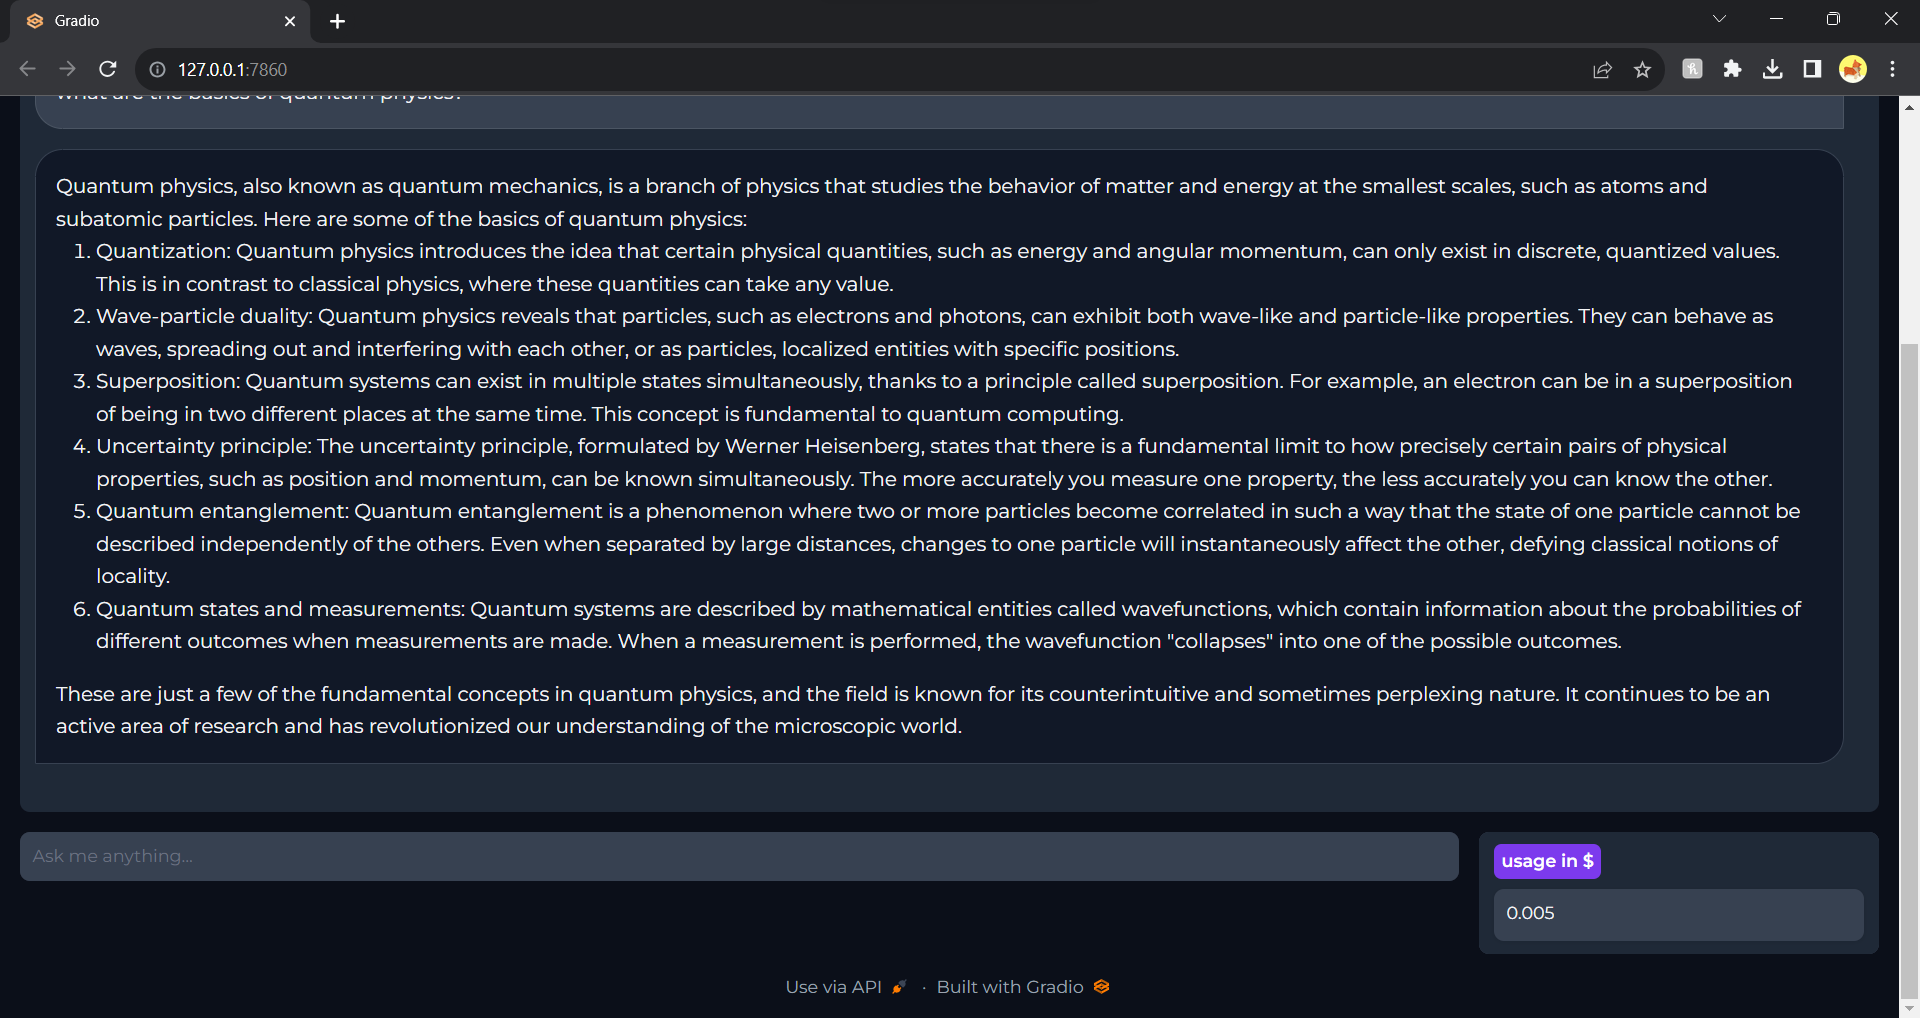 Gradio
127.0.0.1:7860
what are the basics of quantum physics?
Quantum physics, also known as quantum mechanics, is a branch of physics that studies the behavior of matter and energy at the smallest scales, such as atoms and
subatomic particles. Here are some of the basics of quantum physics:
1. Quantization: Quantum physics introduces the idea that certain physical quantities, such as energy and angular momentum, can only exist in discrete, quantized values.
This is in contrast to classical physics, where these quantities can take any value.
2. Wave-particle duality: Quantum physics reveals that particles, such as electrons and photons, can exhibit both wave-like and particle-like properties. They can behave as
waves, spreading out and interfering with each other, or as particles, localized entities with specific positions.
3. Superposition: Quantum systems can exist in multiple states simultaneously, thanks to a principle called superposition. For example, an electron can be in a superposition
of being in two different places at the same time. This concept is fundamental to quantum computing.
4. Uncertainty principle: The uncertainty principle, formulated by Werner Heisenberg, states that there is a fundamental limit to how precisely certain pairs of physical
properties, such as position and momentum, can be known simultaneously. The more accurately you measure one property, the less accurately you can know the other.
5. Quantum entanglement: Quantum entanglement is a phenomenon where two or more particles become correlated in such a way that the state of one particle cannot be
described independently of the others. Even when separated by large distances, changes to one particle will instantaneously affect the other, defying classical notions of
locality.
6. Quantum states and measurements: Quantum systems are described by mathematical entities called wavefunctions, which contain information about the probabilities of
different outcomes when measurements are made. When a measurement is performed, the wavefunction "collapses" into one of the possible outcomes.
These are just a few of the fundamental concepts in quantum physics, and the field is known for its counterintuitive and sometimes perplexing nature. It continues to be an
active area of research and has revolutionized our understanding of the microscopic world.
Ask me anything...
usage in $
0.005
Use via API · Built with Gradio